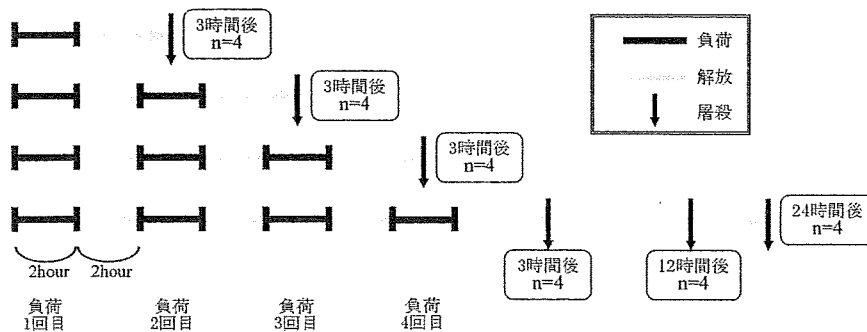 3時間後
n=4
負荷
解放
屠殺
3時間後
n=4
3時間後
n=4
24時間後
n=4
3時間後
n=4
12時間後
n=4
2hour
2hour
負荷
1回目
負荷
2回目
負荷
3回目
負荷
4回目